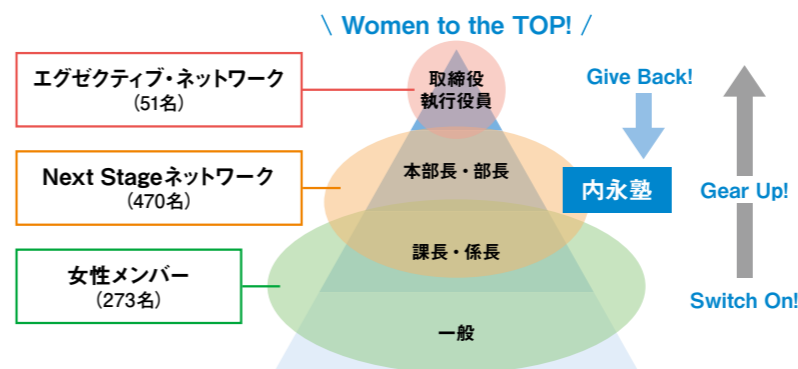 \ Women to the TOP! /
エグゼクティブ・ネットワーク
(51名)
取締役
執行役員
Give Back!
Next Stageネットワーク
(470名)
本部長・部長
内永塾
Gear Up!
課長・係長
女性メンバー
(273名)
Switch On!
一般